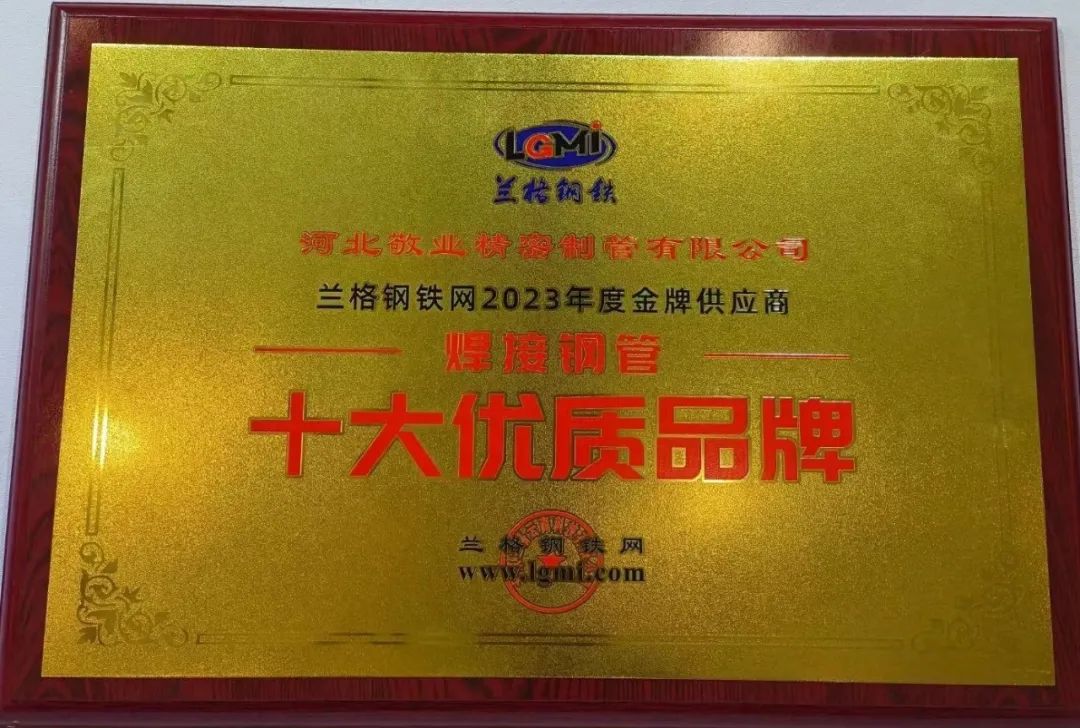 LGMi
兰格钢铁
河北敬业精密制管有限公司
兰格钢铁网2023年度金牌供应商
焊接钢管
十大优质品牌
兰格钢铁网
www.lgmi.com